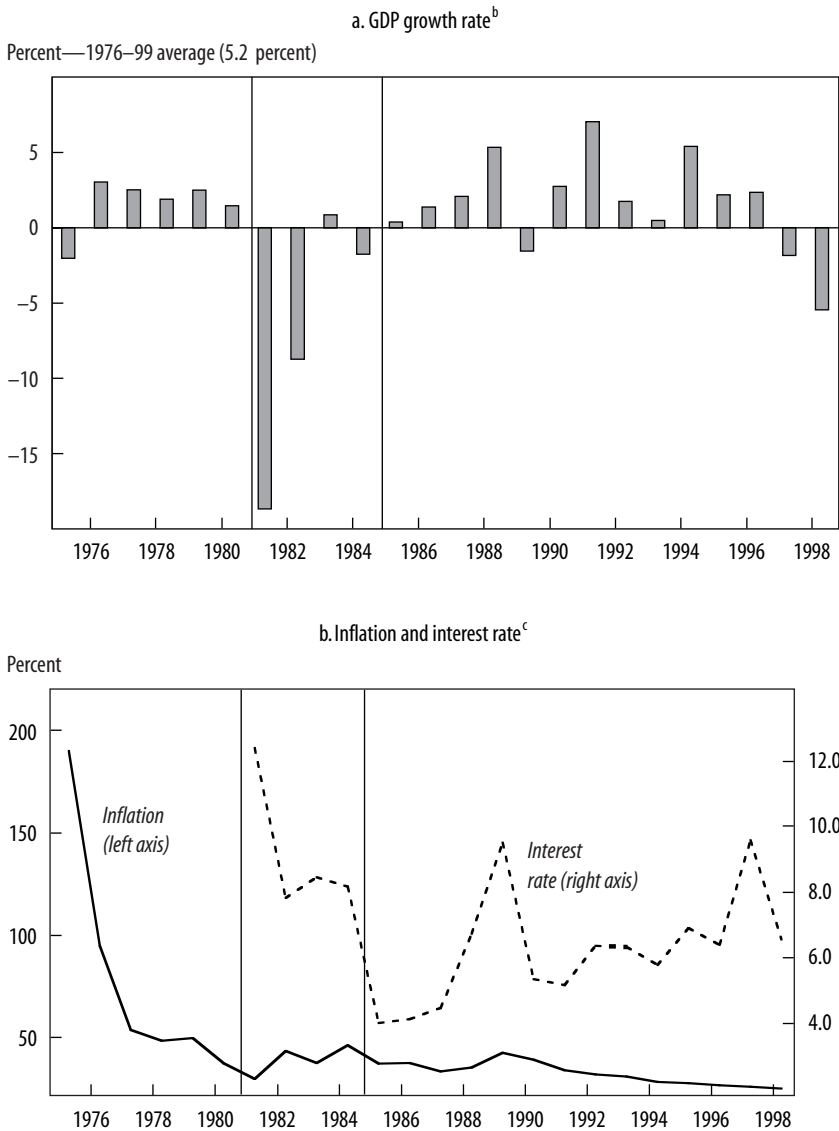 a. GDP growth rateᵇ
Percent—1976–99 average (5.2 percent)
5
0
–5
–10
–15
1976 1978 1980 1982 1984 1986 1988 1990 1992 1994 1996 1998
b. Inflation and interest rateᶜ
Percent
200
150
100
50
Inflation
(left axis)
Interest
rate (right axis)
12.0
10.0
8.0
6.0
4.0
1976 1978 1980 1982 1984 1986 1988 1990 1992 1994 1996 1998